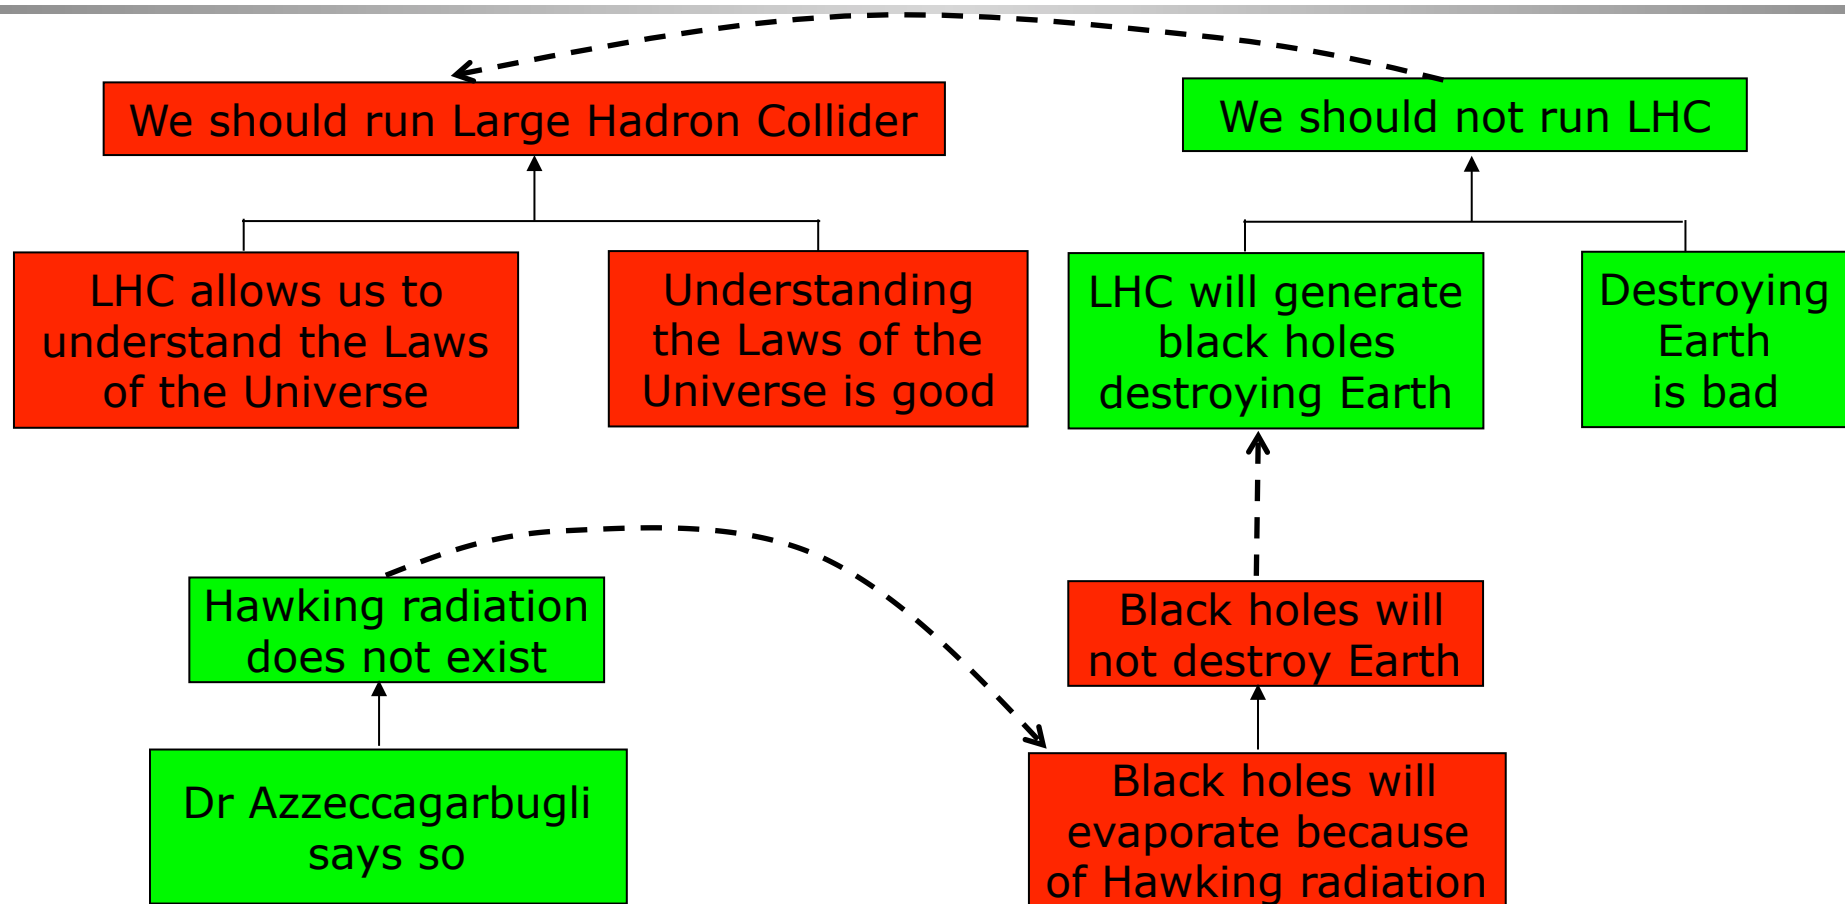 We should run Large Hadron Collider
We should not run LHC
LHC allows us to
understand the Laws
of the Universe
Understanding
the Laws of the
Universe is good
LHC will generate
black holes
destroying Earth
Destroying
Earth
is bad
Hawking radiation
does not exist
Black holes will
not destroy Earth
Dr Azzeccagarbugli
says so
Black holes will
evaporate because
of Hawking radiation